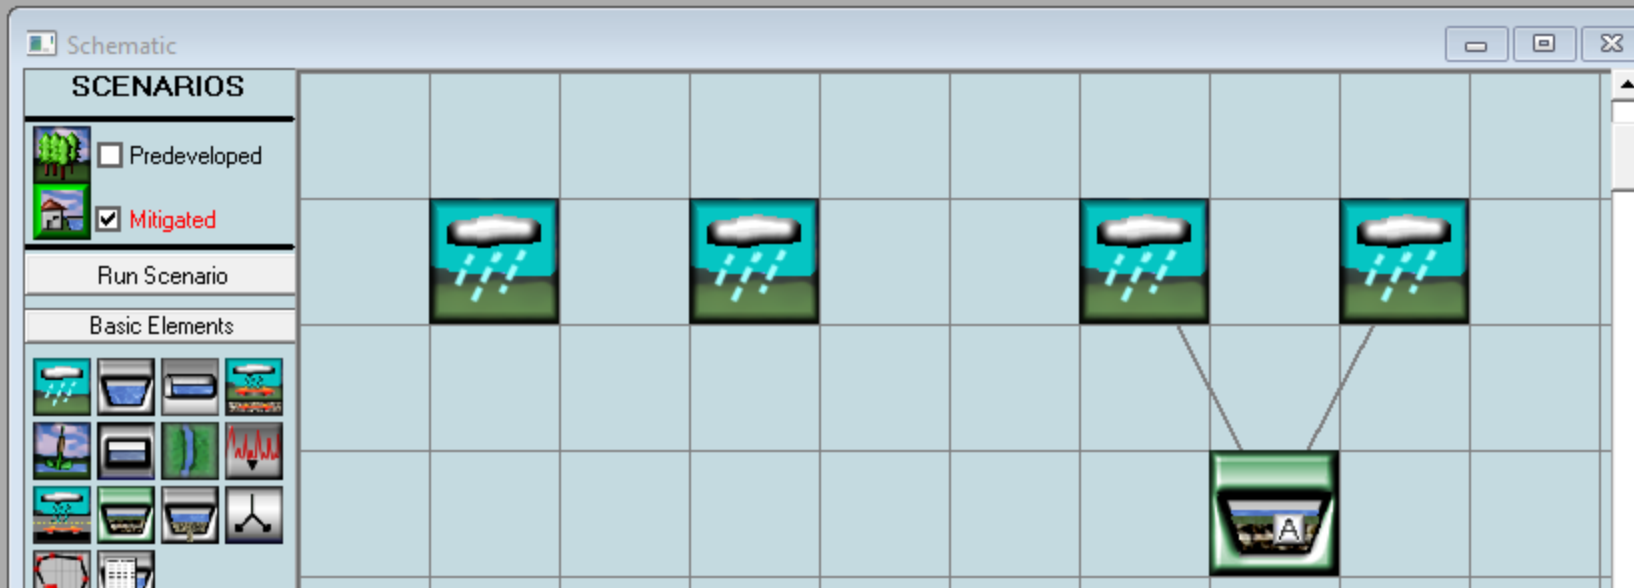 Schematic
SCENARIOS
Predeveloped
Mitigated
Run Scenario
Basic Elements
A